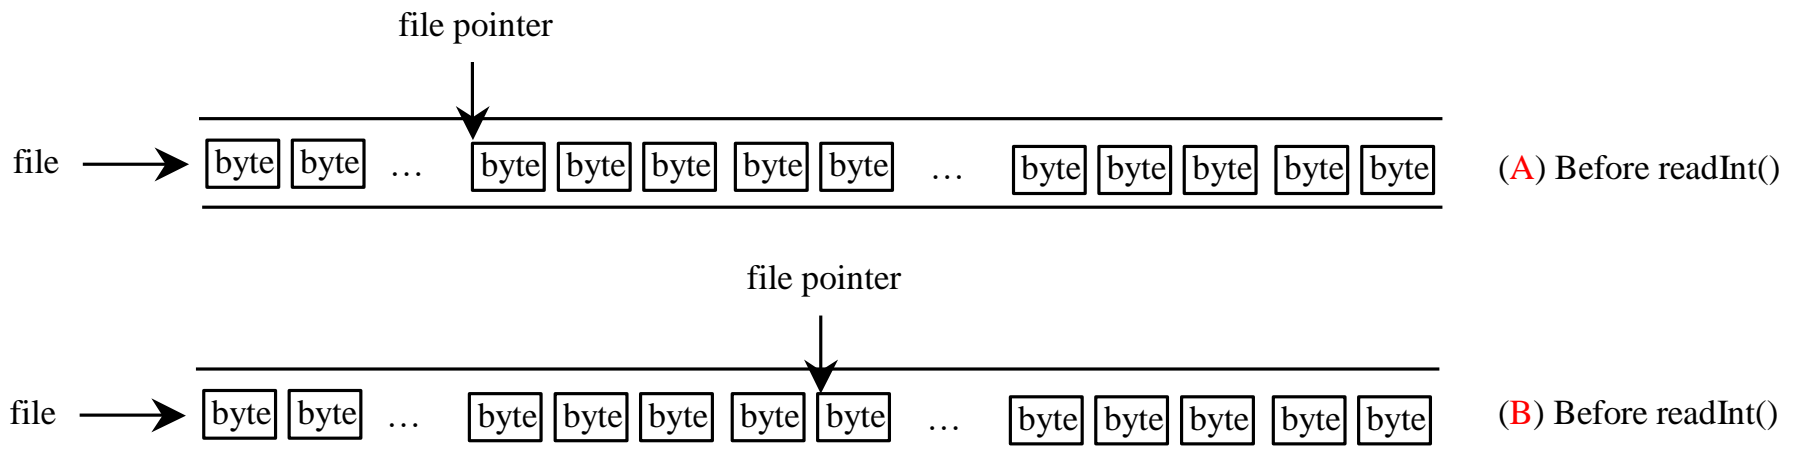 file pointer
file byte byte … byte byte byte byte byte … byte byte byte byte byte (A) Before readInt()
file pointer
file byte byte … byte byte byte byte byte … byte byte byte byte byte (B) Before readInt()